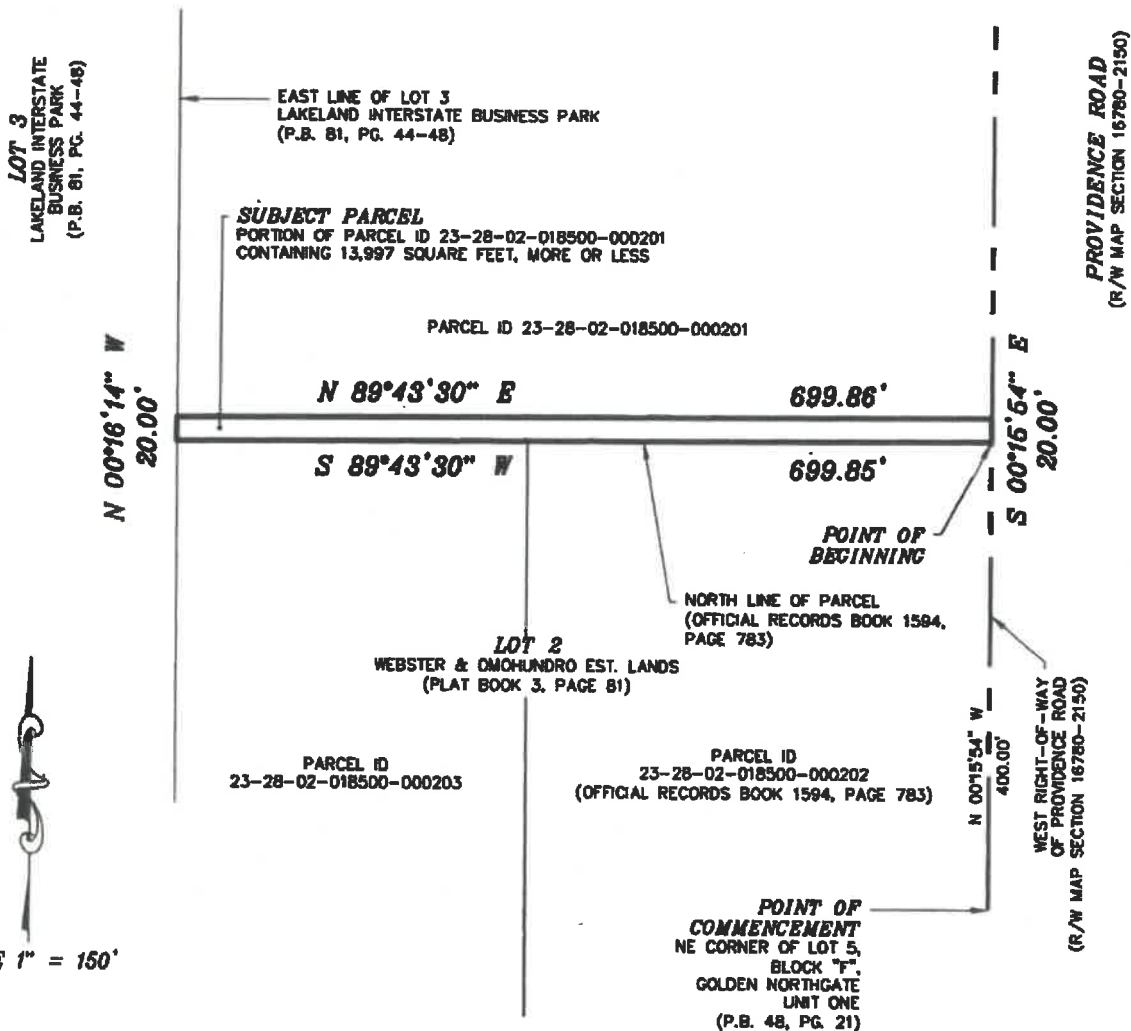 LOT 3
LAKELAND INTERSTATE
BUSINESS PARK
(P.B. 81, PG. 44-48)
EAST LINE OF LOT 3
LAKELAND INTERSTATE BUSINESS PARK
(P.B. 81, PG. 44-48)
PROVIDENCE ROAD
(R/W MAP SECTION 16780-2150)
SUBJECT PARCEL
PORTION OF PARCEL ID 23-28-02-018500-000201
CONTAINING 13,997 SQUARE FEET, MORE OR LESS
PARCEL ID 23-28-02-018500-000201
N 00°16'14" W
20.00'
N 89°43'30" E 699.86'
S 89°43'30" W 699.85'
S 00°15'54" E
20.00'
POINT OF
BEGINNING
NORTH LINE OF PARCEL
(OFFICIAL RECORDS BOOK 1594,
PAGE 783)
LOT 2
WEBSTER & OMOHUNDRO EST. LANDS
(PLAT BOOK 3, PAGE 81)
PARCEL ID
23-28-02-018500-000203
PARCEL ID
23-28-02-018500-000202
(OFFICIAL RECORDS BOOK 1594, PAGE 783)
N 00°15'54" W
400.00'
WEST RIGHT-OF-WAY
OF PROVIDENCE ROAD
(R/W MAP SECTION 16780-2150)
POINT OF
COMMENCEMENT
NE CORNER OF LOT 5,
BLOCK "F",
GOLDEN NORTHGATE
UNIT ONE
(P.B. 48, PG. 21)
E 1" = 150'